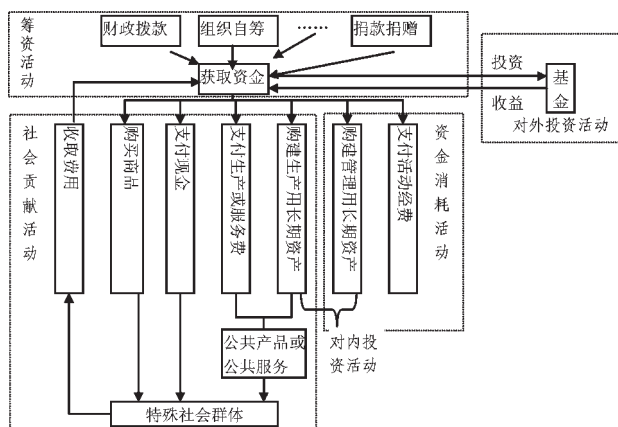 筹资活动
财政拨款
组织自筹
……
捐款捐赠
获取资金
投资
收益
基金
对外投资活动
社会贡献活动
收取费用
购买商品
支付现金
支付生产或服务费
购建生产用长期资产
购建管理用长期资产
支付活动经费
资金消耗活动
公共产品或
公共服务
对内投
资活动
特殊社会群体